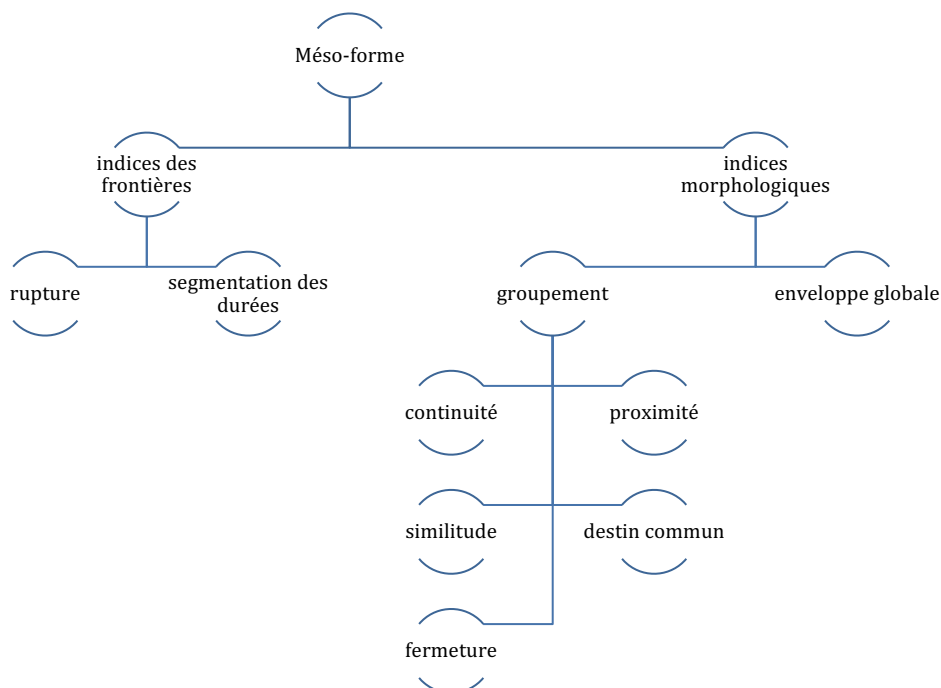 Méso-forme
indices des
frontières
indices
morphologiques
rupture
segmentation des
durées
groupement
enveloppe globale
continuité
proximité
similitude
destin commun
fermeture